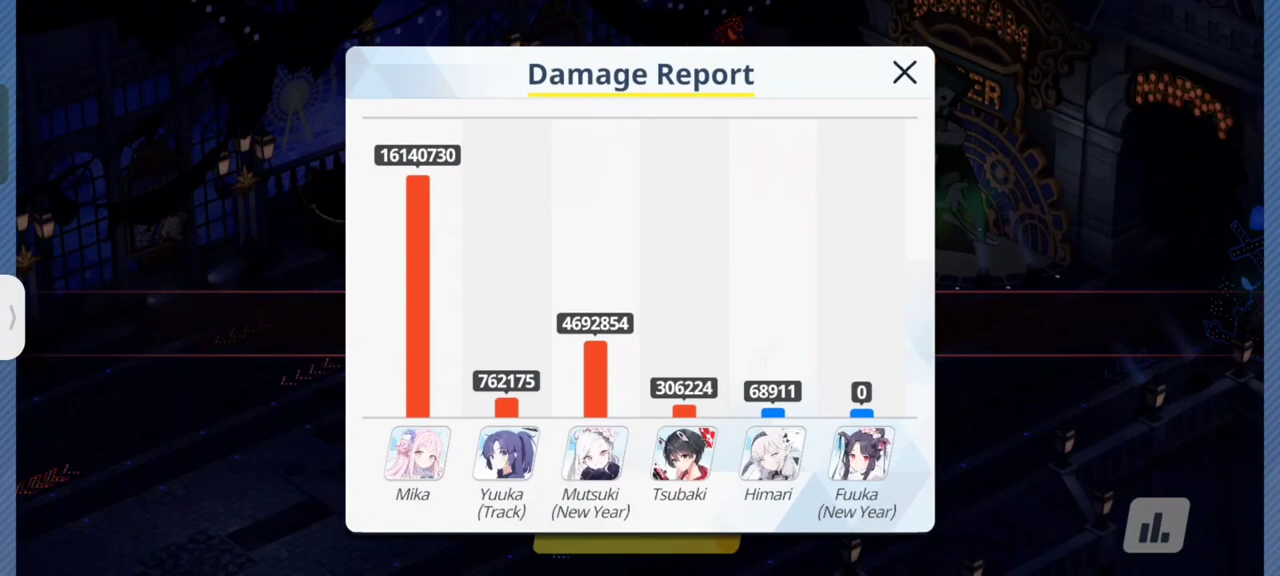 Damage Report
16140730
762175
4692854
306224
68911
0
Mika
Yuuka
(Track)
Mutsuki
(New Year)
Tsubaki
Himari
Fuuka
(New Year)